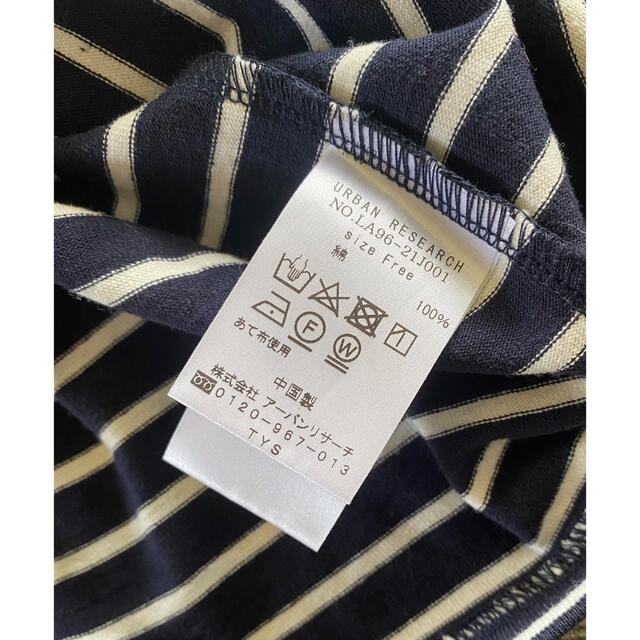 URBAN RESEARCH
NO.LA96-21J001
size Free
綿 100%
F W
あて布使用
中国製
株式会社 アーバンリサーチ
0120-967-013
TYS